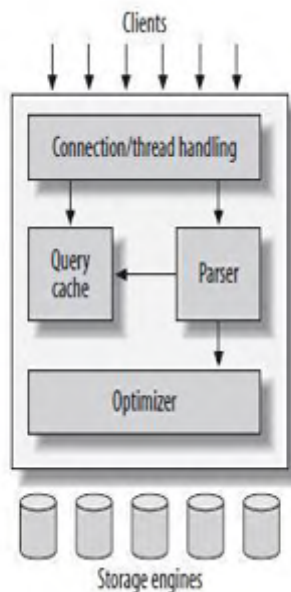 Clients
Connection/thread handling
Query
cache
Parser
Optimizer
Storage engines